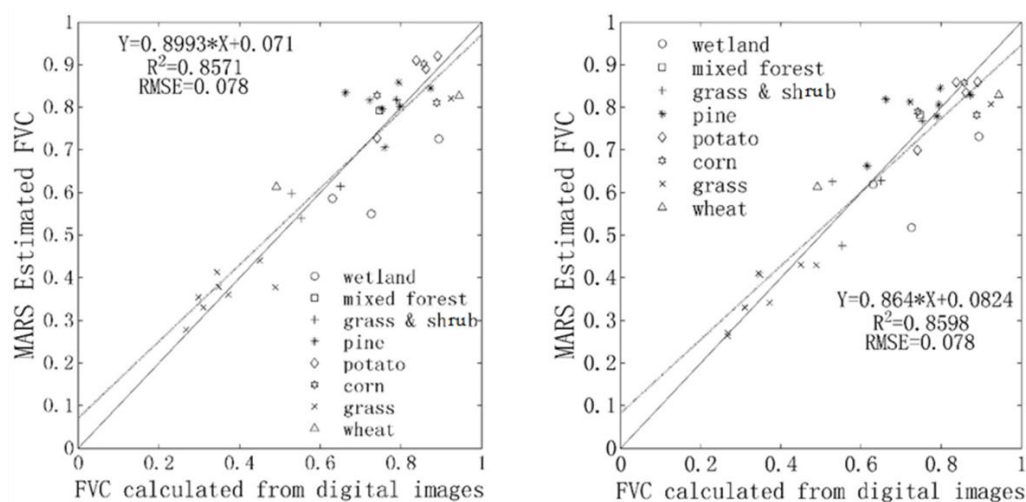 1
0.9
0.8
0.7
0.6
0.5
0.4
0.3
0.2
0.1
0
MARS Estimated FVC
Y=0.8993*X+0.071
R²=0.8571
RMSE=0.078
wetland
mixed forest
grass & shrub
pine
potato
corn
grass
wheat
0 0.2 0.4 0.6 0.8 1
FVC calculated from digital images
1
0.9
0.8
0.7
0.6
0.5
0.4
0.3
0.2
0.1
0
MARS Estimated FVC
wetland
mixed forest
grass & shrub
pine
potato
corn
grass
wheat
Y=0.864*X+0.0824
R²=0.8598
RMSE=0.078
0 0.2 0.4 0.6 0.8 1
FVC calculated from digital images